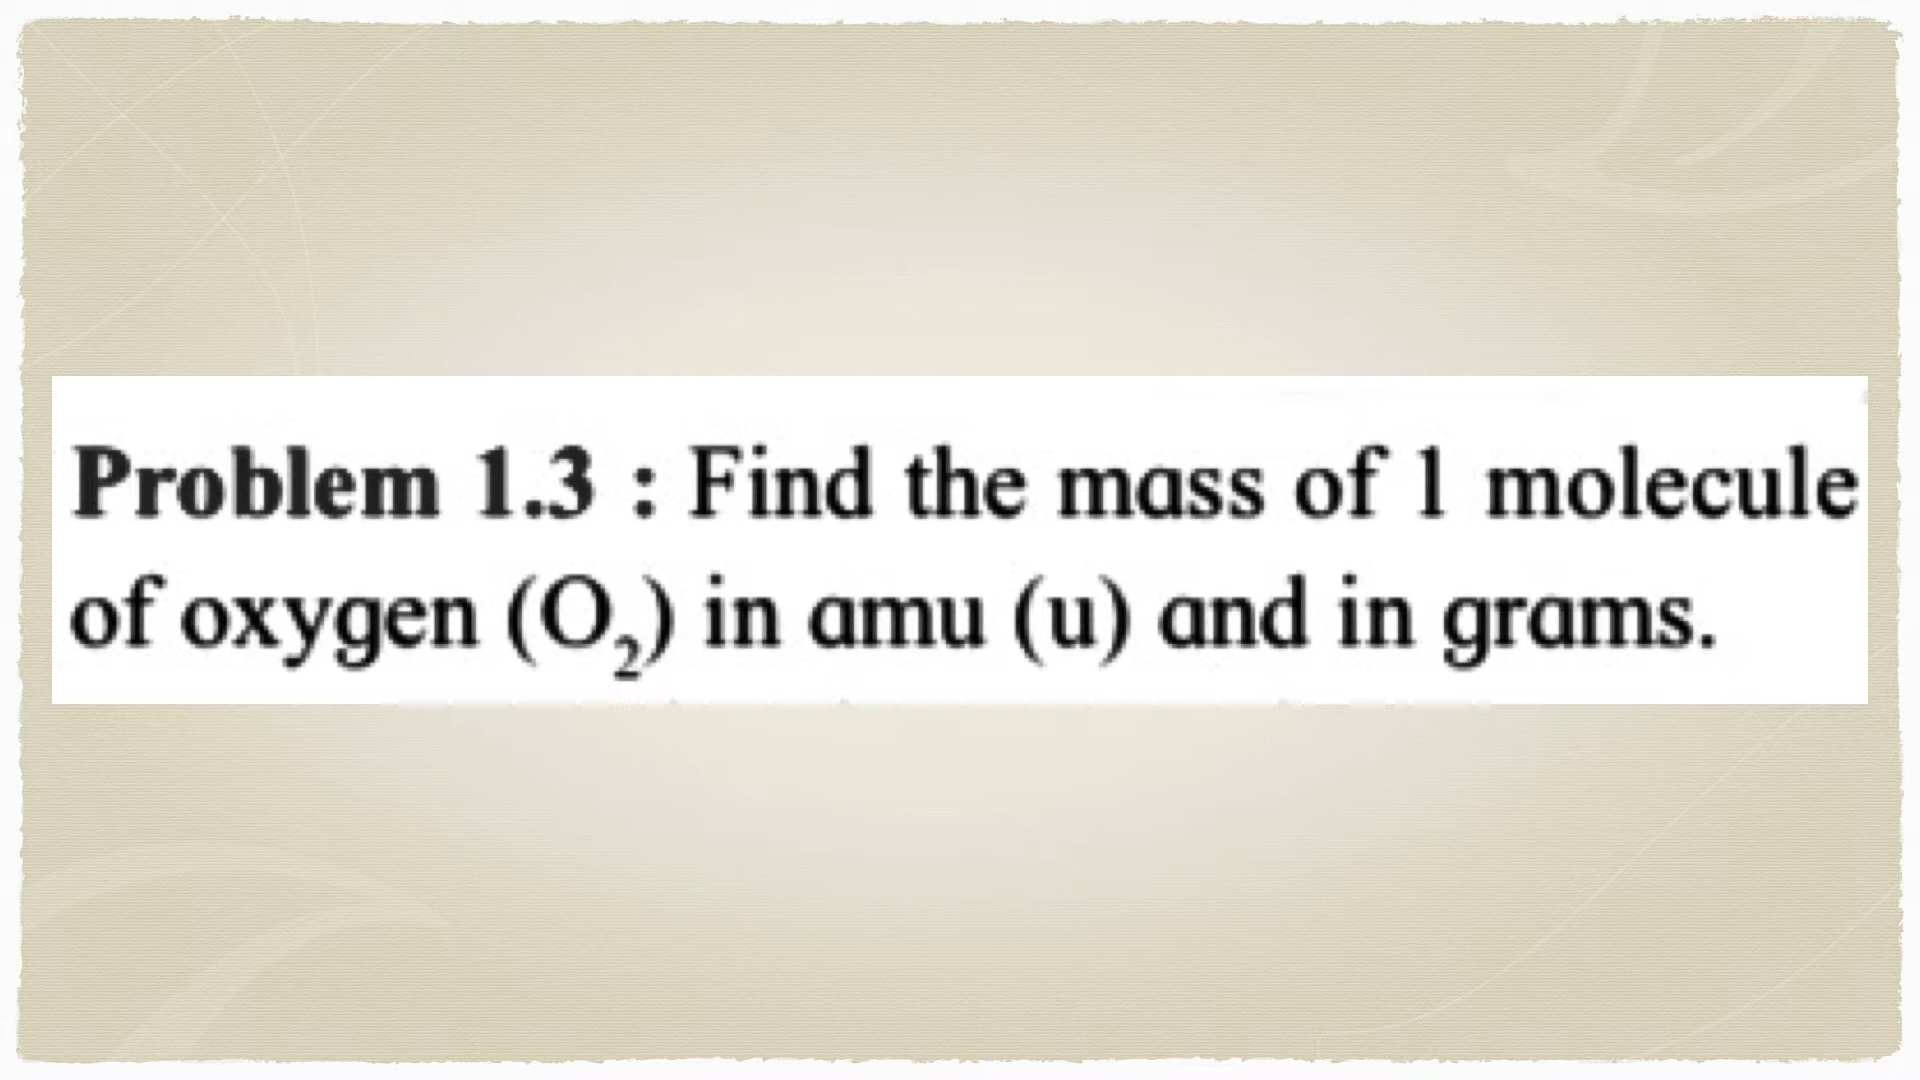 Problem 1.3 : Find the mass of 1 molecule
of oxygen (O₂) in amu (u) and in grams.